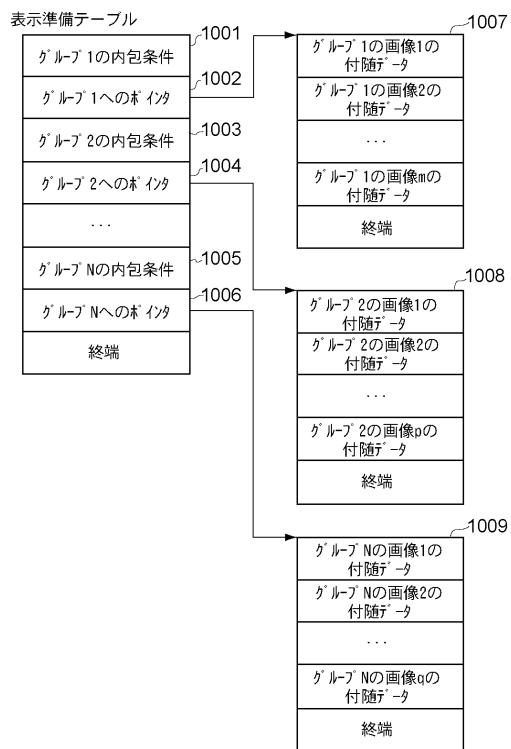 表示準備テーブル
1001
ｸﾞﾙｰﾌﾟ1の内包条件
1002
ｸﾞﾙｰﾌﾟ1へのﾎﾟｲﾝﾀ
1003
ｸﾞﾙｰﾌﾟ2の内包条件
1004
ｸﾞﾙｰﾌﾟ2へのﾎﾟｲﾝﾀ
...
1005
ｸﾞﾙｰﾌﾟNの内包条件
1006
ｸﾞﾙｰﾌﾟNへのﾎﾟｲﾝﾀ
終端
1007
ｸﾞﾙｰﾌﾟ1の画像1の
付随ﾃﾞｰﾀ
ｸﾞﾙｰﾌﾟ1の画像2の
付随ﾃﾞｰﾀ
...
ｸﾞﾙｰﾌﾟ1の画像mの
付随ﾃﾞｰﾀ
終端
1008
ｸﾞﾙｰﾌﾟ2の画像1の
付随ﾃﾞｰﾀ
ｸﾞﾙｰﾌﾟ2の画像2の
付随ﾃﾞｰﾀ
...
ｸﾞﾙｰﾌﾟ2の画像pの
付随ﾃﾞｰﾀ
終端
1009
ｸﾞﾙｰﾌﾟNの画像1の
付随ﾃﾞｰﾀ
ｸﾞﾙｰﾌﾟNの画像2の
付随ﾃﾞｰﾀ
...
ｸﾞﾙｰﾌﾟNの画像qの
付随ﾃﾞｰﾀ
終端